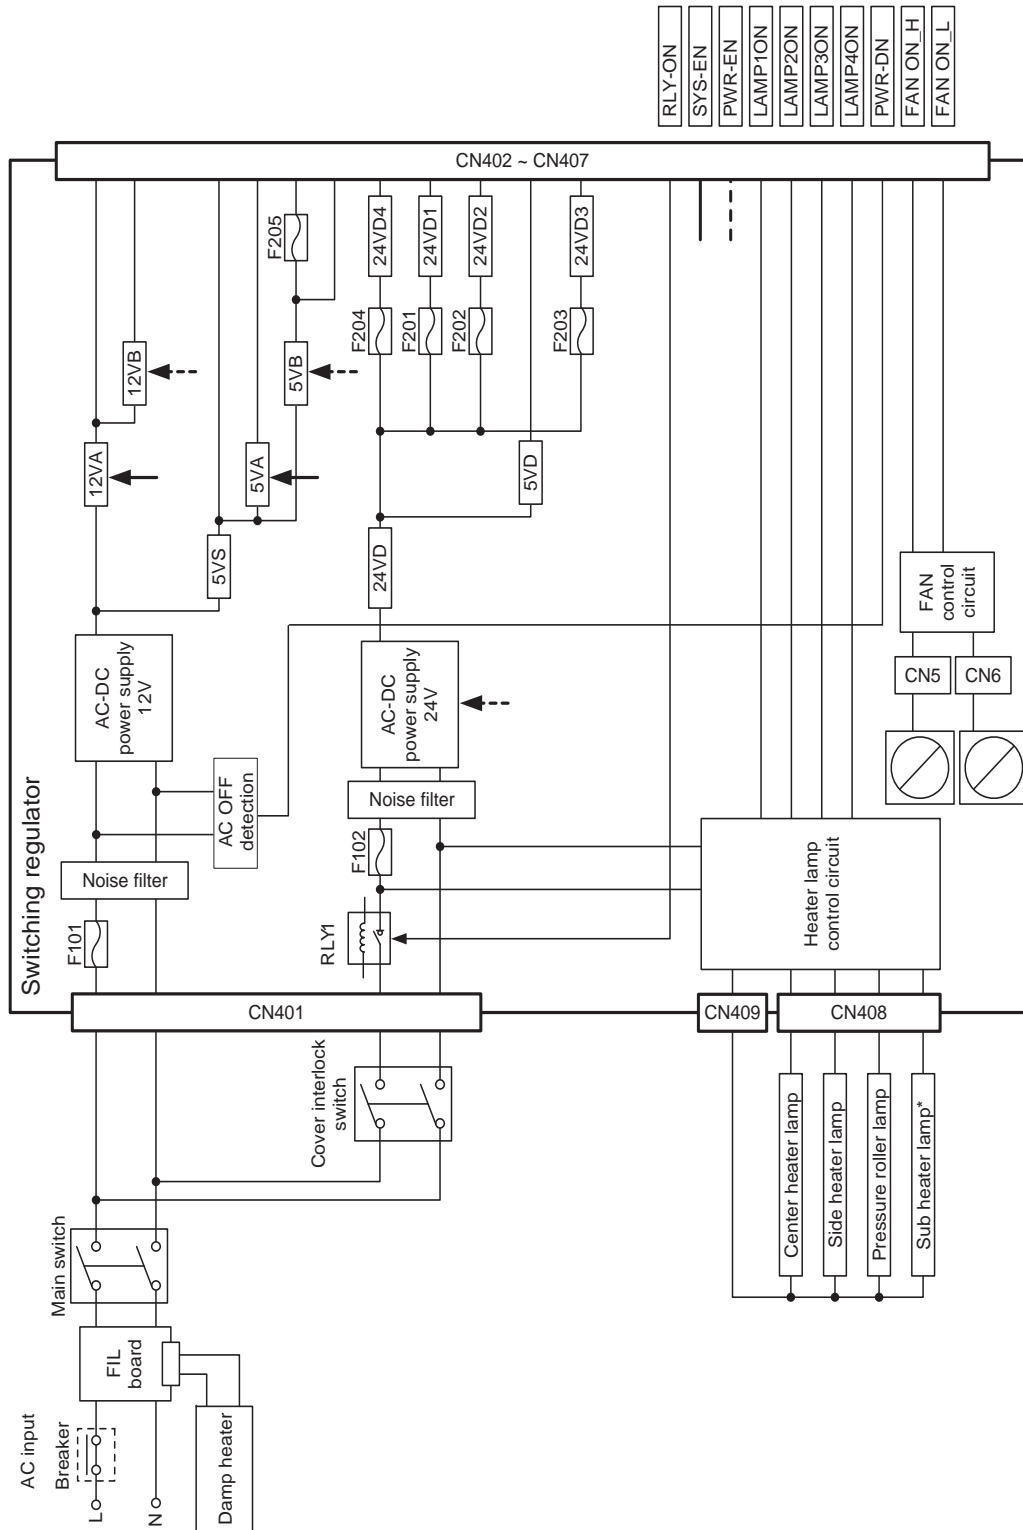 Switching regulator
AC input
Breaker
L
N
FIL
board
Damp heater
Main switch
Cover interlock
switch
CN401
F101
Noise filter
AC OFF
detection
AC-DC
power supply
12V
12VA
12VB
5VS
5VA
5VB
F205
RLY1
F102
Noise filter
AC-DC
power supply
24V
24VD
5VD
F204
F201
F202
F203
24VD4
24VD1
24VD2
24VD3
CN402 ~ CN407
RLY-ON
SYS-EN
PWR-EN
LAMP1ON
LAMP2ON
LAMP3ON
LAMP4ON
PWR-DN
FAN ON_H
FAN ON_L
FAN
control
circuit
CN5
CN6
Heater lamp
control circuit
CN409
CN408
Center heater lamp
Side heater lamp
Pressure roller lamp
Sub heater lamp*